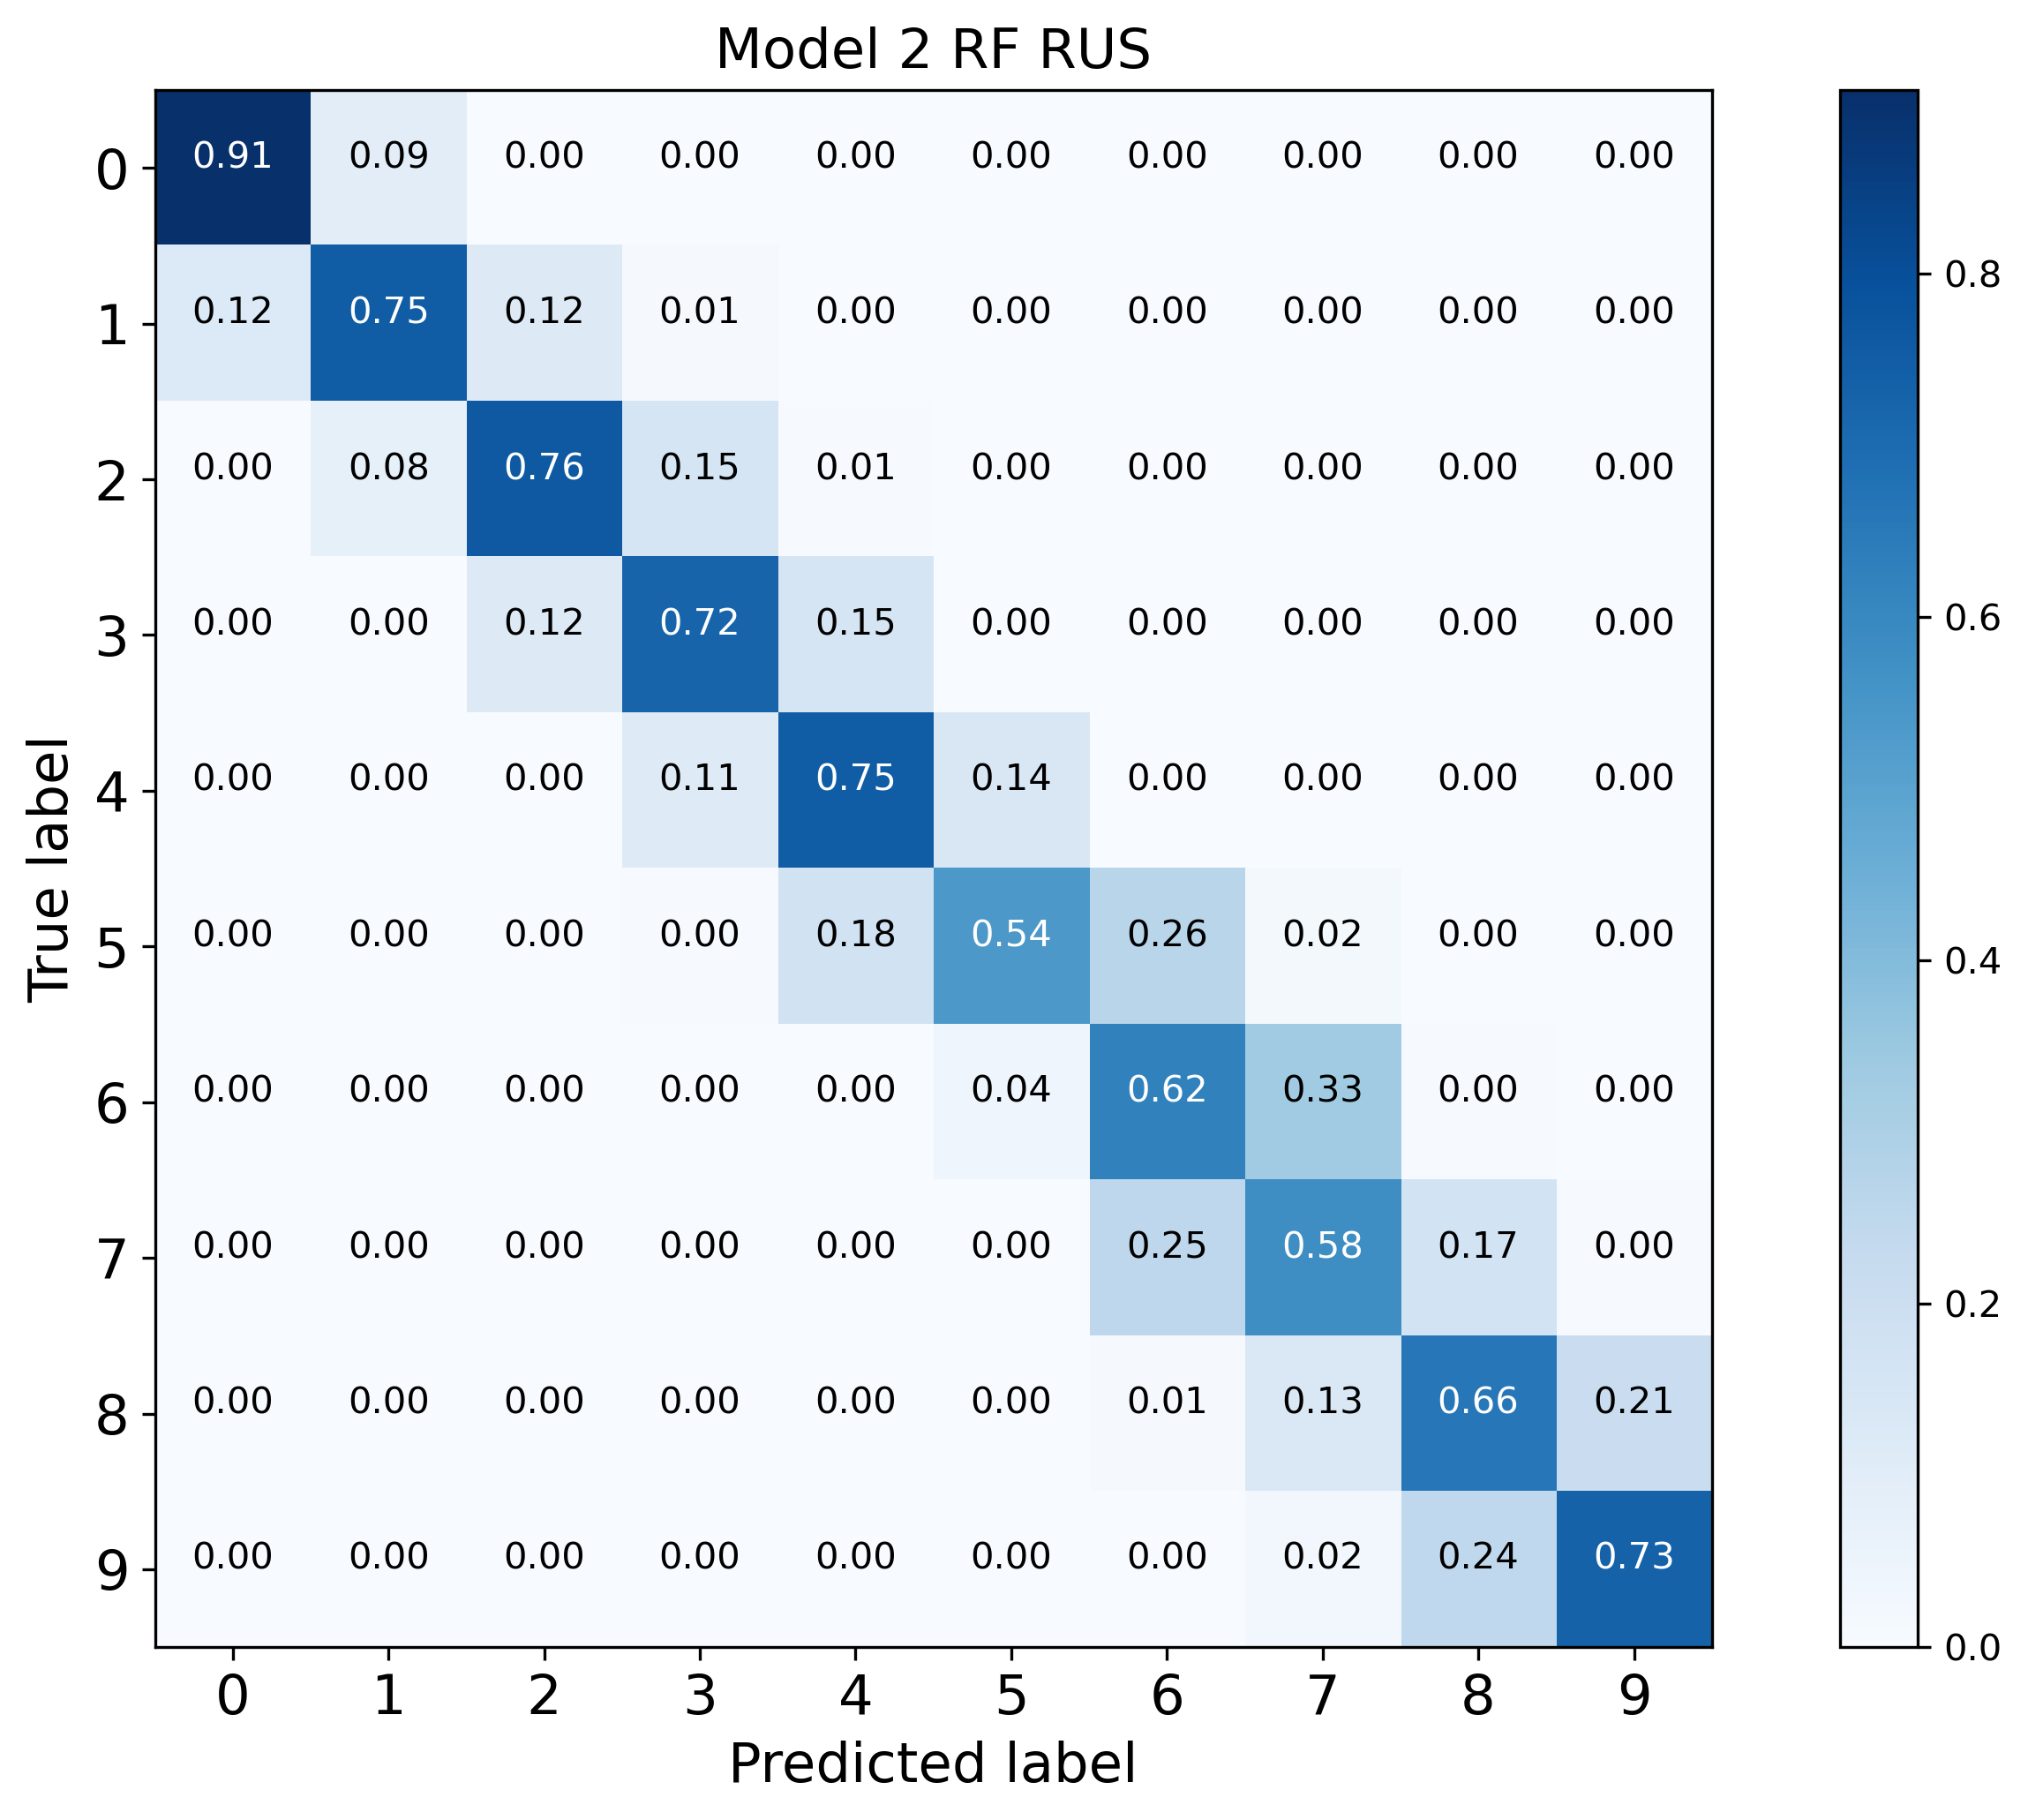 Model 2 RF RUS
0 0.91 0.09 0.00 0.00 0.00 0.00 0.00 0.00 0.00 0.00
1 0.12 0.75 0.12 0.01 0.00 0.00 0.00 0.00 0.00 0.00
2 0.00 0.08 0.76 0.15 0.01 0.00 0.00 0.00 0.00 0.00
3 0.00 0.00 0.12 0.72 0.15 0.00 0.00 0.00 0.00 0.00
4 0.00 0.00 0.00 0.11 0.75 0.14 0.00 0.00 0.00 0.00
5 0.00 0.00 0.00 0.00 0.18 0.54 0.26 0.02 0.00 0.00
6 0.00 0.00 0.00 0.00 0.00 0.04 0.62 0.33 0.00 0.00
7 0.00 0.00 0.00 0.00 0.00 0.00 0.25 0.58 0.17 0.00
8 0.00 0.00 0.00 0.00 0.00 0.00 0.01 0.13 0.66 0.21
9 0.00 0.00 0.00 0.00 0.00 0.00 0.00 0.02 0.24 0.73
0 1 2 3 4 5 6 7 8 9
Predicted label
True label
0.8
0.6
0.4
0.2
0.0